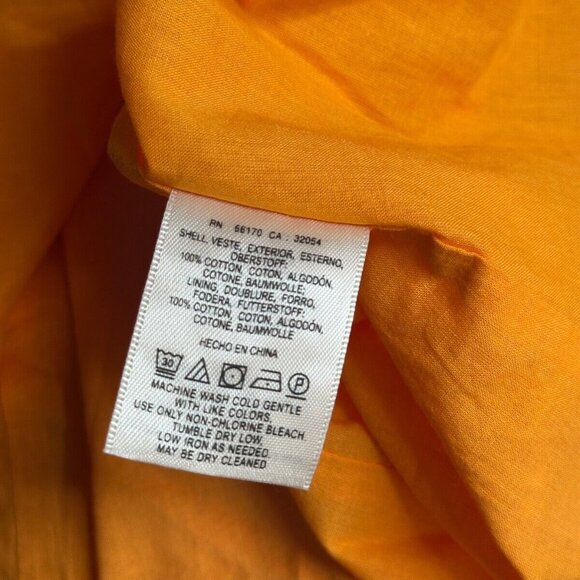 RN 56170 CA . 32054
SHELL, VESTE, EXTERIOR, ESTERNO,
OBERSTOFF:
100% COTTON, COTON, ALGODÓN,
COTONE, BAUMWOLLE;
LINING, DOUBLURE, FORRO,
FODERA, FUTTERSTOFF:
100% COTTON, COTON, ALGODÓN,
COTONE, BAUMWOLLE
HECHO EN CHINA
30 P
MACHINE WASH COLD GENTLE
WITH LIKE COLORS.
USE ONLY NON-CHLORINE BLEACH.
TUMBLE DRY LOW.
LOW IRON AS NEEDED.
MAY BE DRY CLEANED